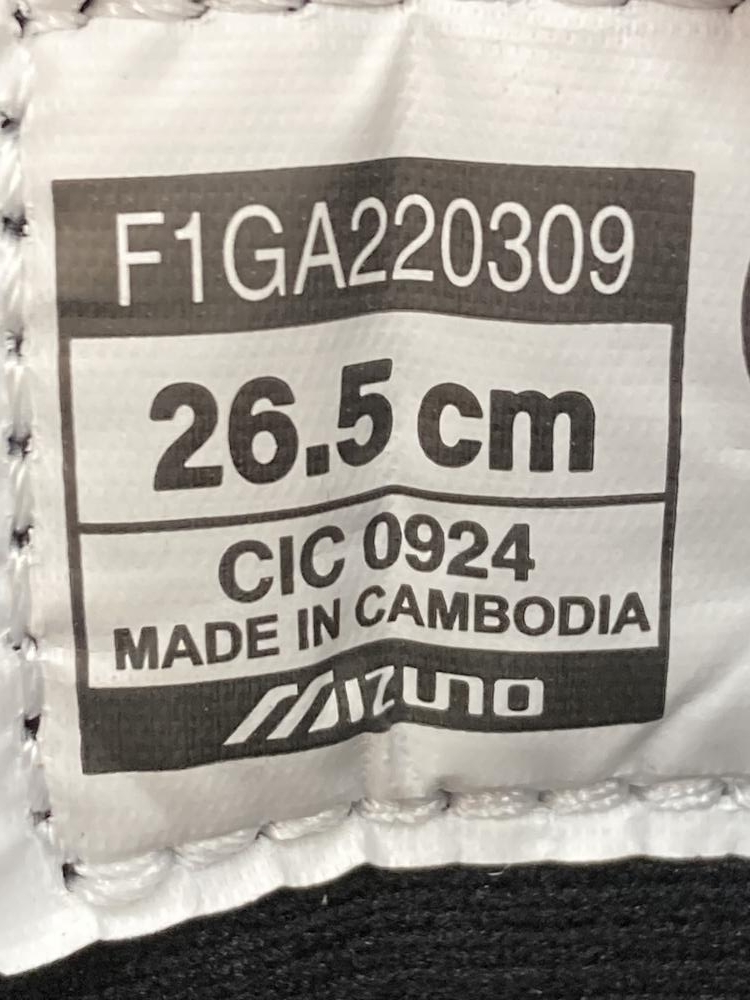 F1GA220309
26.5 cm
CIC 0924
MADE IN CAMBODIA
MIZUNO